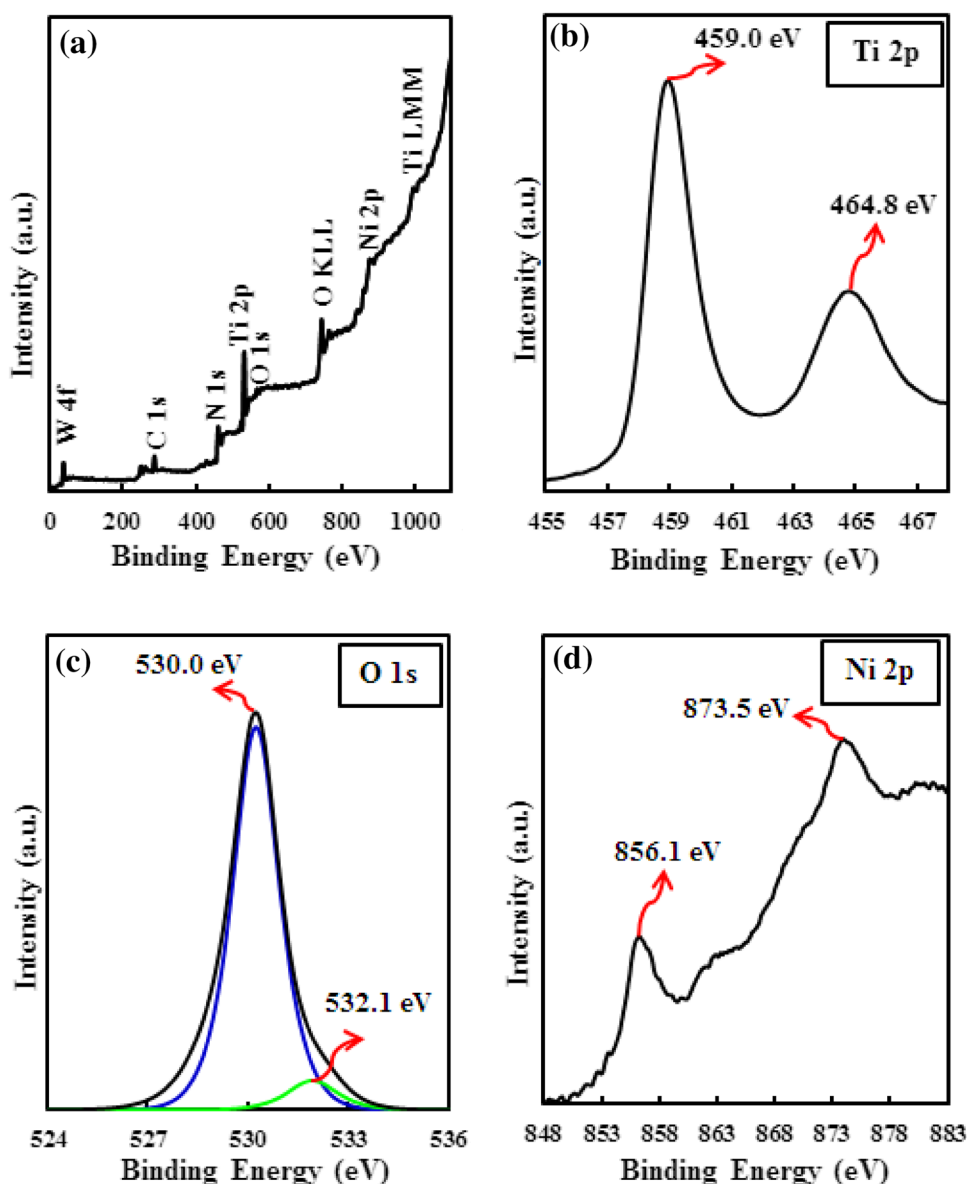 (a)
W 4f
C 1s
N 1s
Ti 2p
O 1s
O KLL
Ni 2p
Ti LMM
Intensity (a.u.)
0 200 400 600 800 1000
Binding Energy (eV)
(b)
Ti 2p
459.0 eV
464.8 eV
Intensity (a.u.)
455 457 459 461 463 465 467
Binding Energy (eV)
(c)
O 1s
530.0 eV
532.1 eV
Intensity (a.u.)
524 527 530 533 536
Binding Energy (eV)
(d)
Ni 2p
873.5 eV
856.1 eV
Intensity (a.u.)
848 853 858 863 868 873 878 883
Binding Energy (eV)